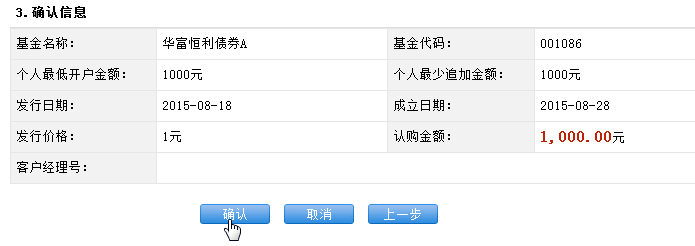 3.确认信息
基金名称： 华富恒利债券A 基金代码： 001086
个人最低开户金额： 1000元 个人最少追加金额： 1000元
发行日期： 2015-08-18 成立日期： 2015-08-28
发行价格： 1元 认购金额： 1,000.00元
客户经理号：
确认 取消 上一步